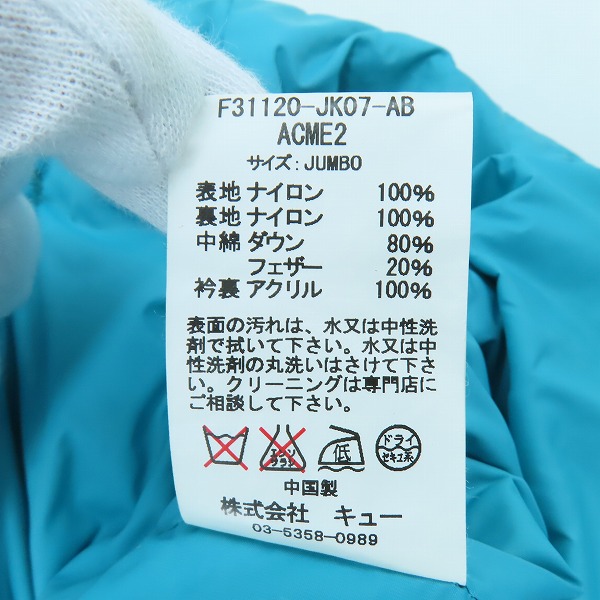 F31120-JK07-AB
ACME2
サイズ: JUMBO
表地 ナイロン 100%
裏地 ナイロン 100%
中綿 ダウン 80%
フェザー 20%
衿裏 アクリル 100%
表面の汚れは、水又は中性洗
剤で拭いて下さい。水又は中
性洗剤の丸洗いはさけて下さ
い。クリーニングは専門店に
ご相談して下さい。
エンソ
サラシ
低
ドライ
セキユ系
中国製
株式会社 キュー
03-5358-0989